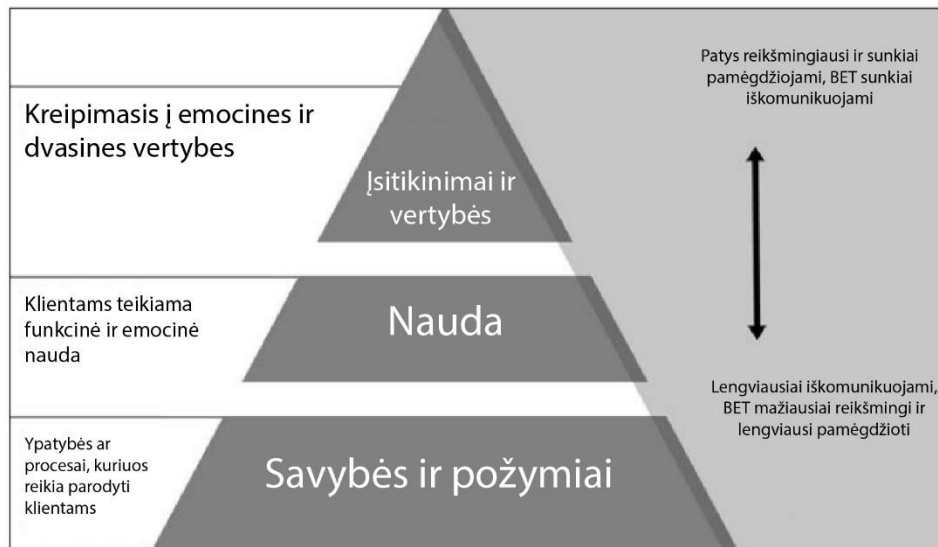 Patys reikšmingiausi ir sunkiai
pamėgdžiojami, BET sunkiai
iškomunikuojami
Kreipimasis į emocines ir
dvasines vertybes
Įsitikinimai ir
vertybės
Klientams teikiama
funkcinė ir emocinė
nauda
Nauda
Lengviausiai iškomunikuojami,
BET mažiausiai reikšmingi ir
lengviausi pamėgdžioti
Ypatybės ar
procesai, kuriuos
reikia parodyti
klientams
Savybės ir požymiai